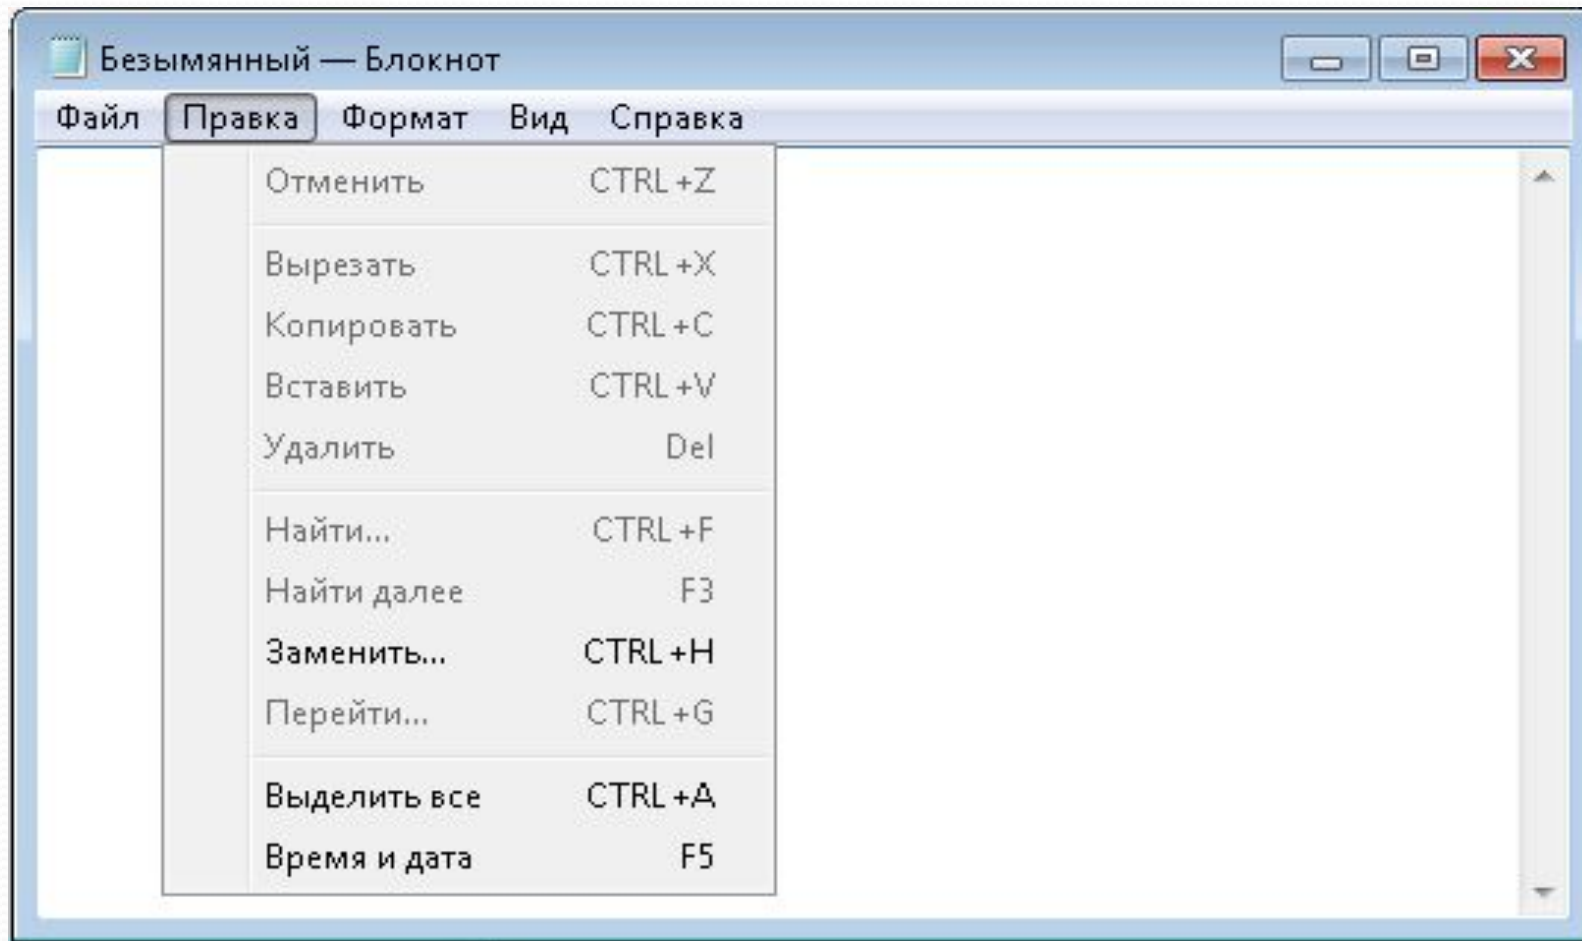 Безымянный — Блокнот
Файл Правка Формат Вид Справка
Отменить CTRL+Z
Вырезать CTRL+X
Копировать CTRL+C
Вставить CTRL+V
Удалить Del
Найти... CTRL+F
Найти далее F3
Заменить... CTRL+H
Перейти... CTRL+G
Выделить все CTRL+A
Время и дата F5